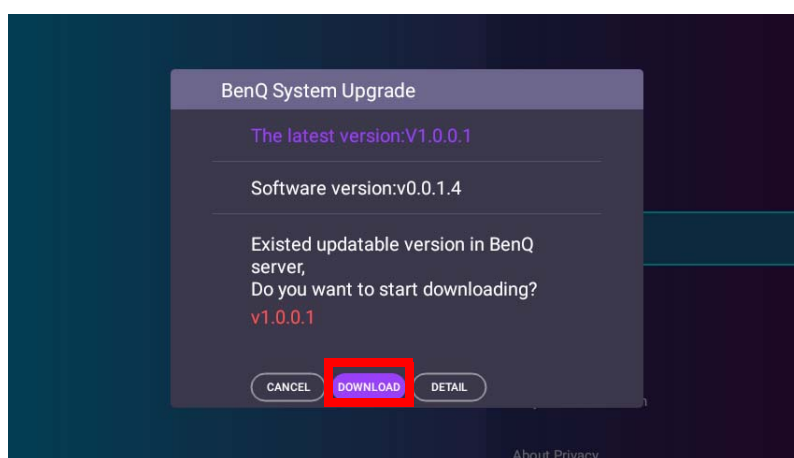 BenQ System Upgrade
The latest version:V1.0.0.1
Software version:v0.0.1.4
Existed updatable version in BenQ
server,
Do you want to start downloading?
v1.0.0.1
CANCEL DOWNLOAD DETAIL
About Privacy